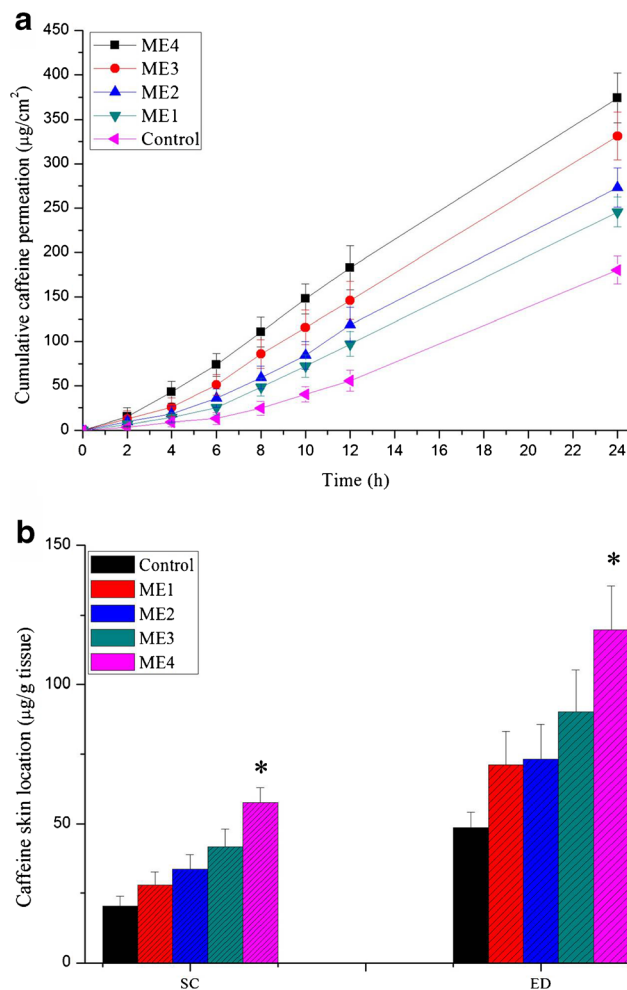 a
ME4
ME3
ME2
ME1
Control
Cumulative caffeine permeation (μg/cm²)
450
400
350
300
250
200
150
100
50
0
0 2 4 6 8 10 12 14 16 18 20 22 24
Time (h)
b
Control
ME1
ME2
ME3
ME4
Caffeine skin location (μg/g tissue)
150
100
50
0
*
*
SC ED